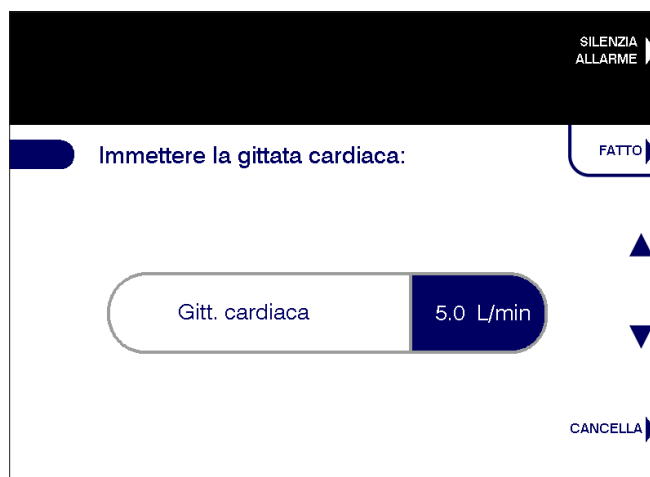 SILENZIA
ALLARME
Immettere la gittata cardiaca:
FATTO
Gitt. cardiaca
5.0 L/min
CANCELLA